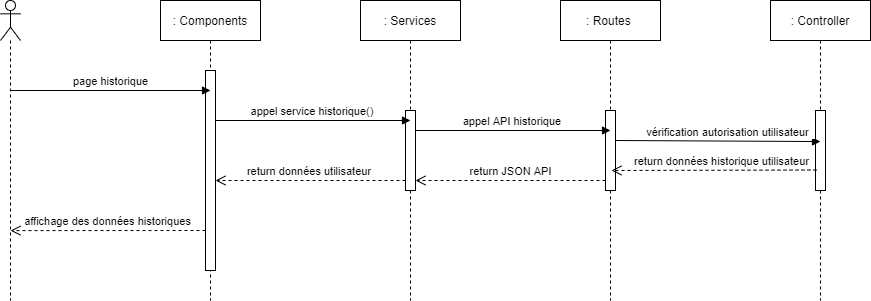 : Components
: Services
: Routes
: Controller
page historique
appel service historique()
appel API historique
vérification autorisation utilisateur
return données historique utilisateur
return JSON API
return données utilisateur
affichage des données historiques